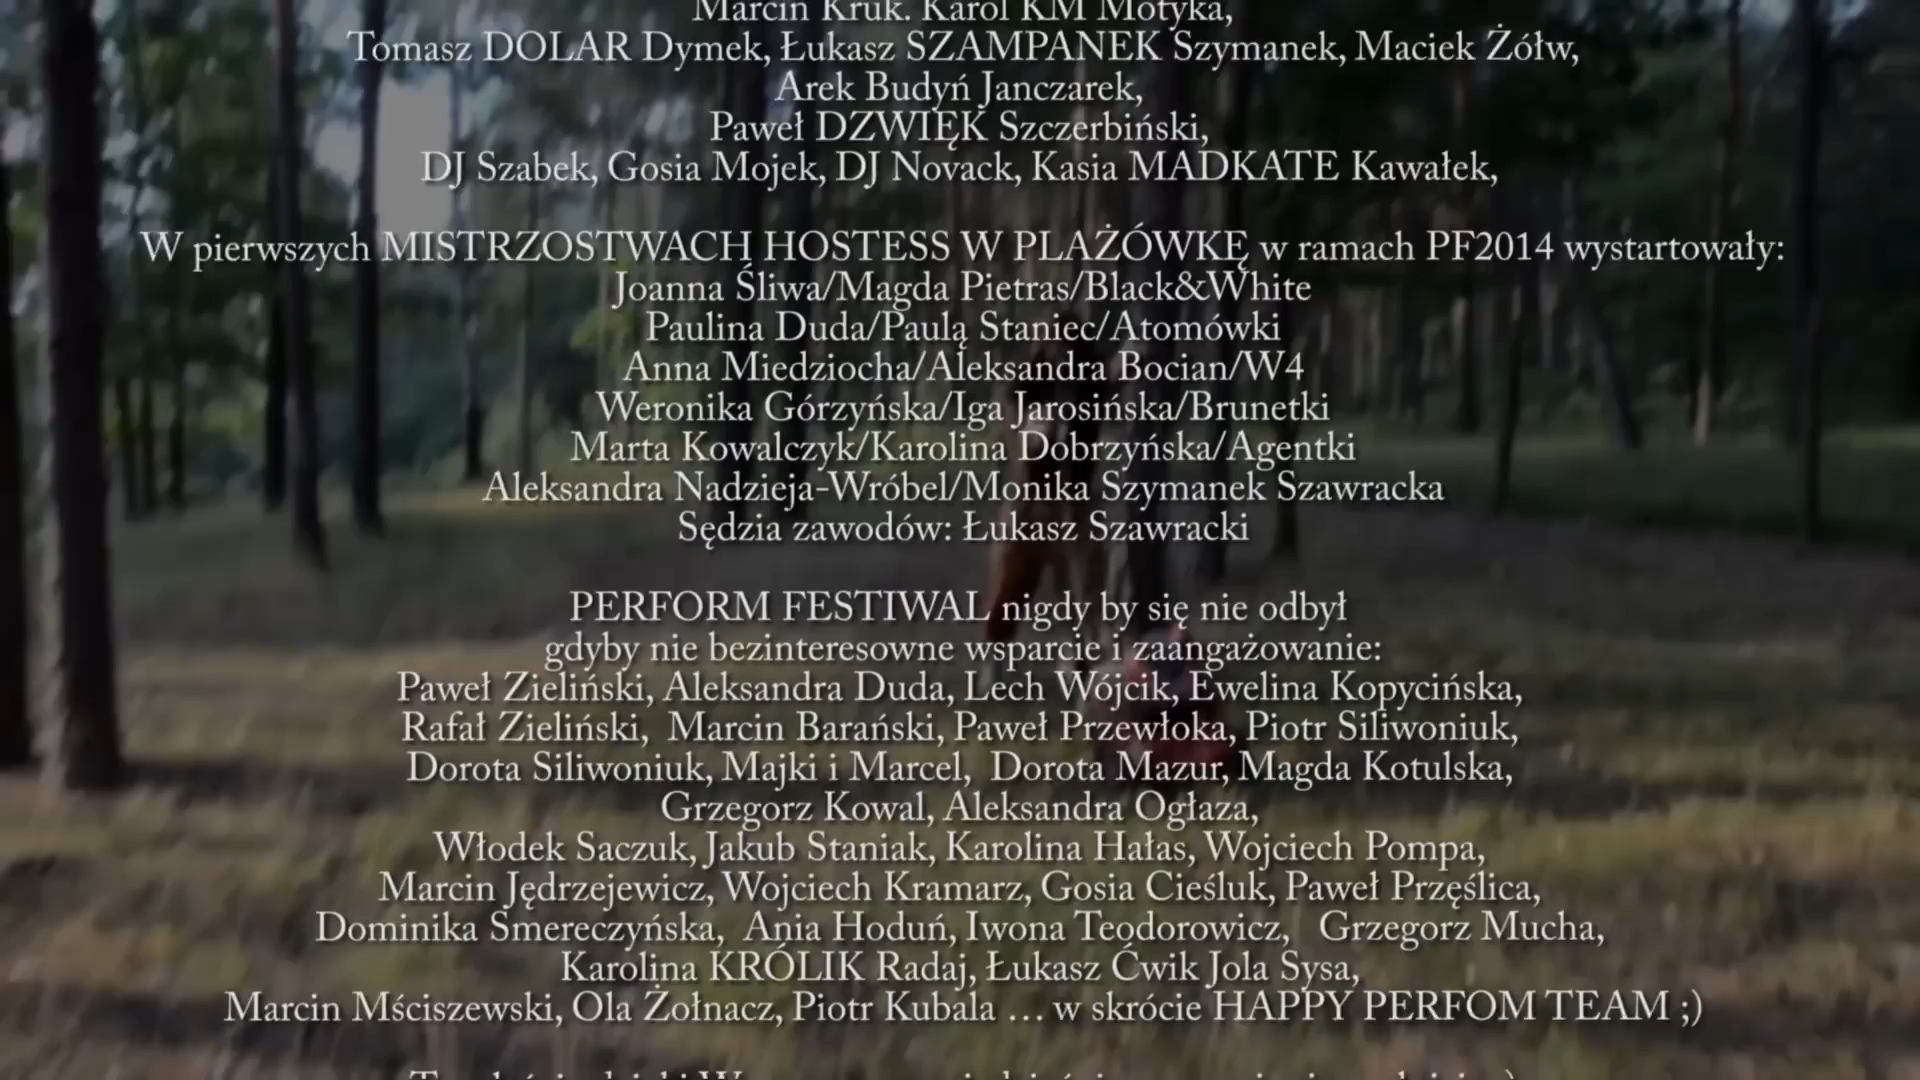 Marcin Kruk. Karol KM Motyka,
Tomasz DOLAR Dymek, Łukasz SZAMPANEK Szymanek, Maciek Żółw,
Arek Budyń Janczarek,
Paweł DZWIĘK Szczerbiński,
DJ Szabek, Gosia Mojek, DJ Novack, Kasia MADKATE Kawałek,
W pierwszych MISTRZOSTWACH HOSTESS W PLAŻÓWKĘ w ramach PF2014 wystartowały:
Joanna Śliwa/Magda Pietras/Black&White
Paulina Duda/Paulą Staniec/Atomówki
Anna Miedziocha/Aleksandra Bocian/W4
Weronika Górzyńska/Iga Jarosińska/Brunetki
Marta Kowalczyk/Karolina Dobrzyńska/Agentki
Aleksandra Nadzieja-Wróbel/Monika Szymanek Szawracka
Sędzia zawodów: Łukasz Szawracki
PERFORM FESTIWAL nigdy by się nie odbył
gdyby nie bezinteresowne wsparcie i zaangażowanie:
Paweł Zieliński, Aleksandra Duda, Lech Wójcik, Ewelina Kopycińska,
Rafał Zieliński, Marcin Barański, Paweł Przewłoka, Piotr Siliwoniuk,
Dorota Siliwoniuk, Majki i Marcel, Dorota Mazur, Magda Kotulska,
Grzegorz Kowal, Aleksandra Ogłaza,
Włodek Saczuk, Jakub Staniak, Karolina Hałas, Wojciech Pompa,
Marcin Jędrzejewicz, Wojciech Kramarz, Gosia Cieśluk, Paweł Przęślica,
Dominika Smereczyńska, Ania Hoduń, Iwona Teodorowicz, Grzegorz Mucha,
Karolina KRÓLIK Radaj, Łukasz Ćwik Jola Sysa,
Marcin Mściszewski, Ola Żołnacz, Piotr Kubala … w skrócie HAPPY PERFOM TEAM ;)